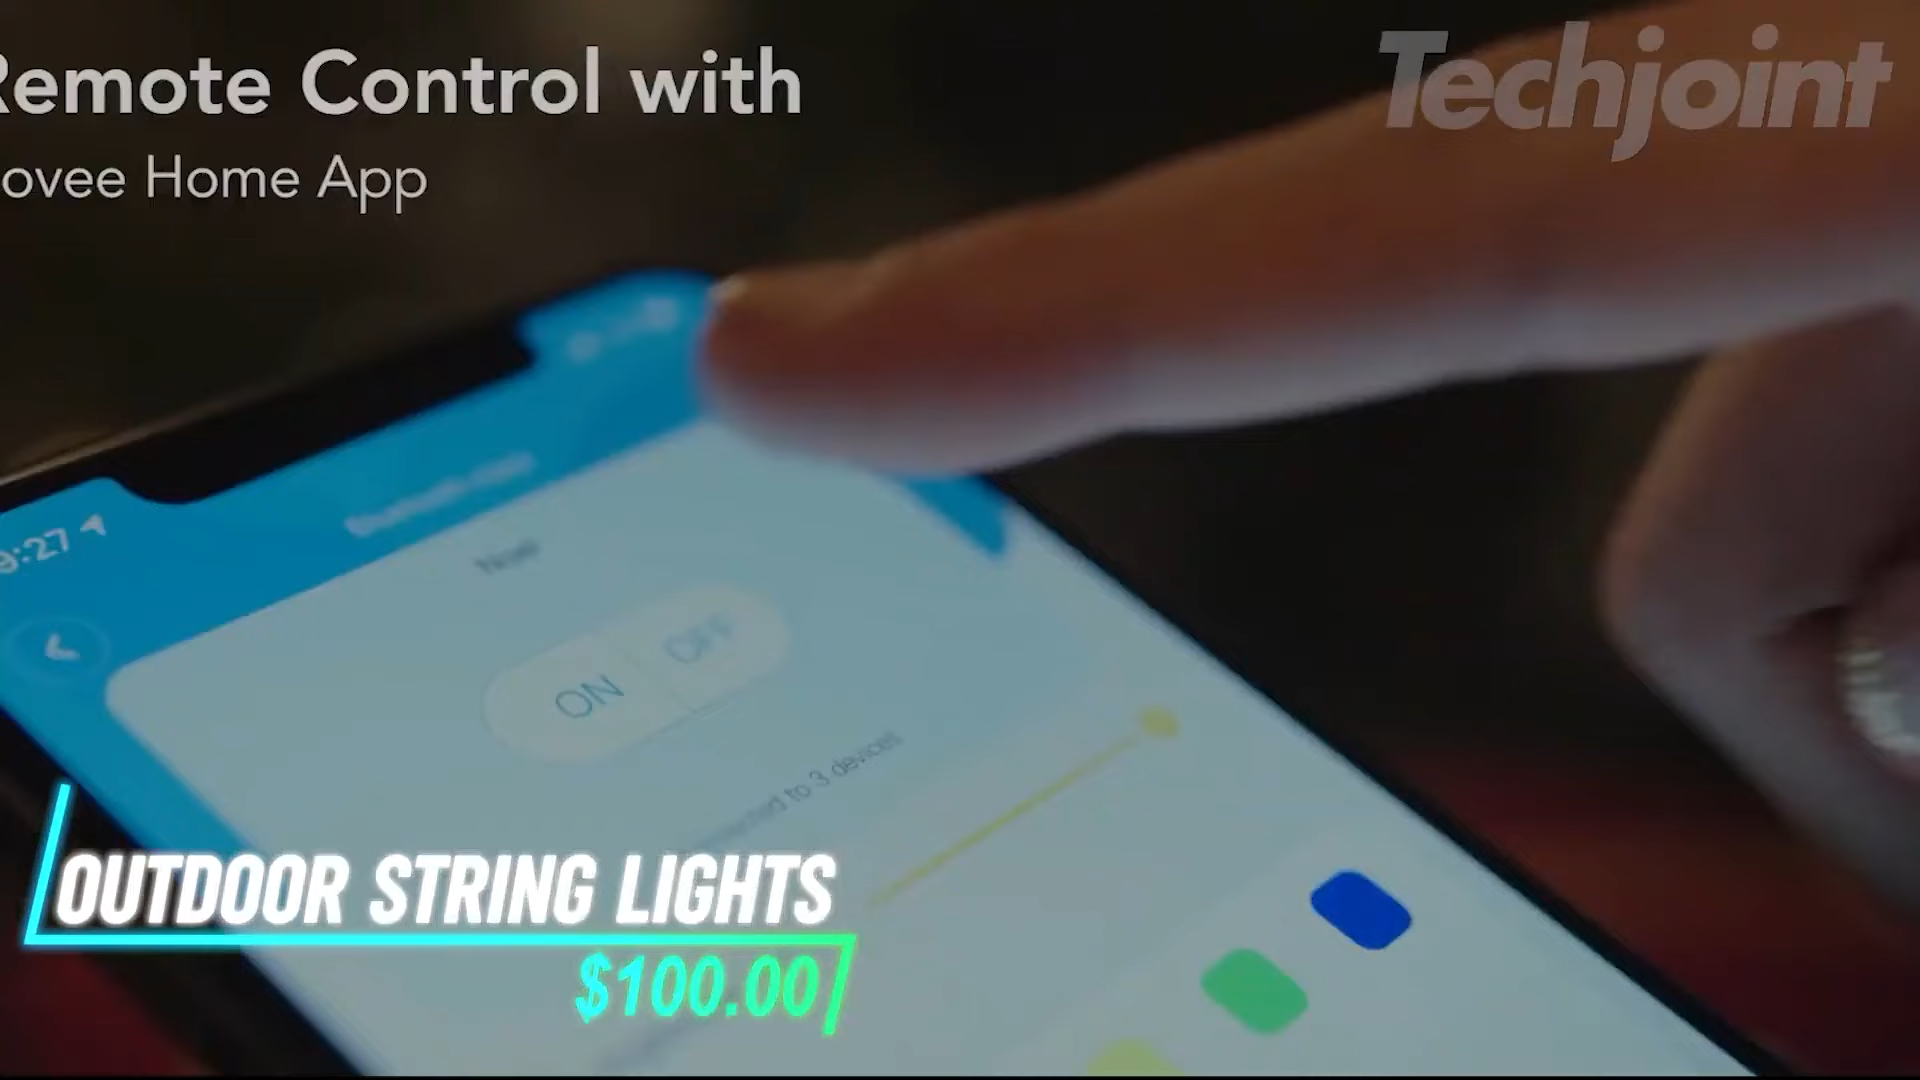 Remote Control with
ovee Home App
Techjoint
9:27
Now
ON OFF
to 3 devices
OUTDOOR STRING LIGHTS
$100.00